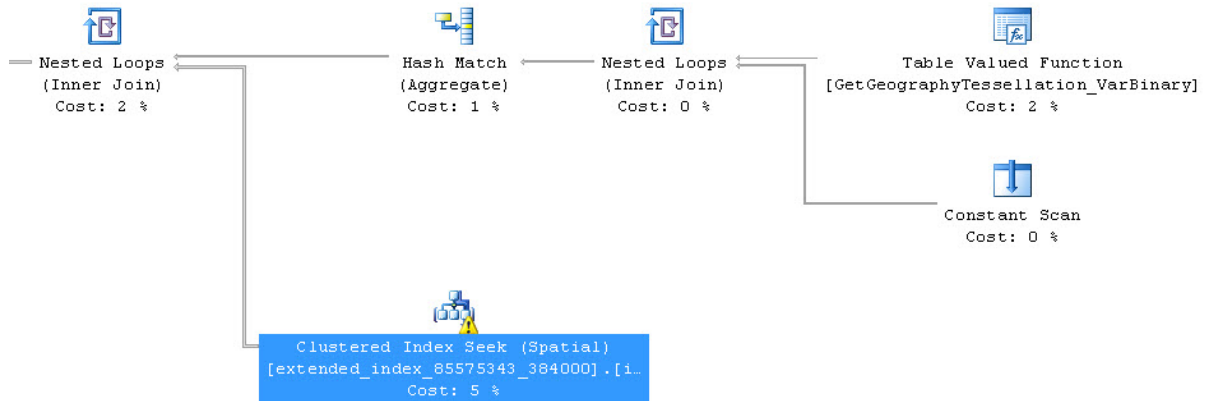 Nested Loops
(Inner Join)
Cost: 2 %
Hash Match
(Aggregate)
Cost: 1 %
Nested Loops
(Inner Join)
Cost: 0 %
Table Valued Function
[GetGeographyTessellation_VarBinary]
Cost: 2 %
Constant Scan
Cost: 0 %
Clustered Index Seek (Spatial)
[extended_index_85575343_384000].[i…
Cost: 5 %